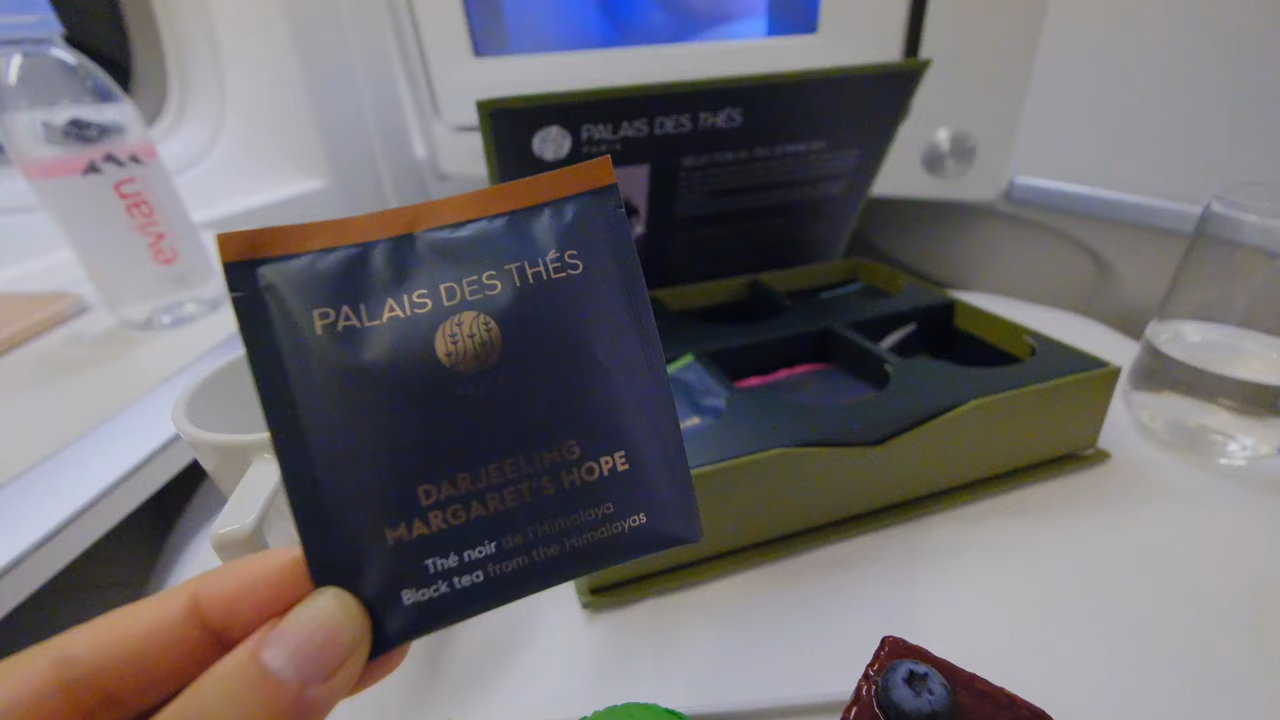 evian
PALAIS DES THÉS
PARIS
PALAIS DES THÉS
DARJEELING
MARGARET'S HOPE
Thé noir de l'Himalaya
Black tea from the Himalayas